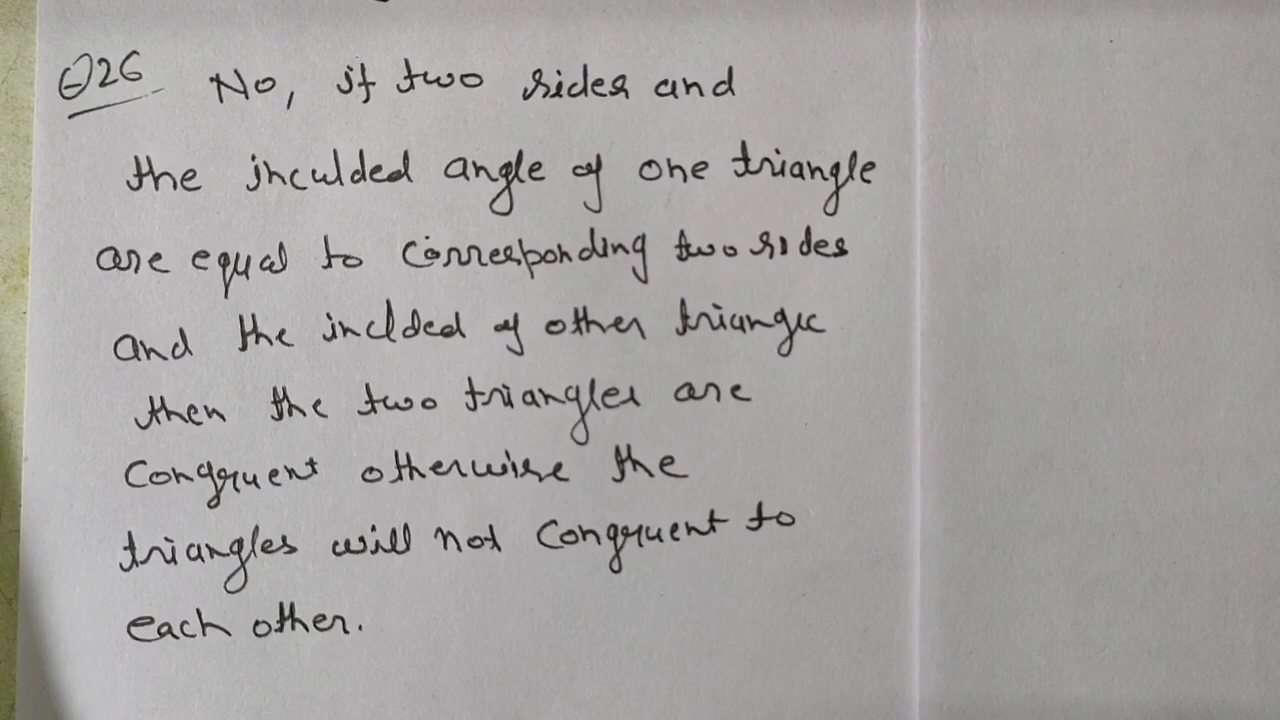 Q26 No, if two sides and
the inculded angle of one triangle
are equal to corresponding two sides
and the inclded of other triangle
then the two triangles are
Congruent otherwise the
triangles will not Congruent to
each other.